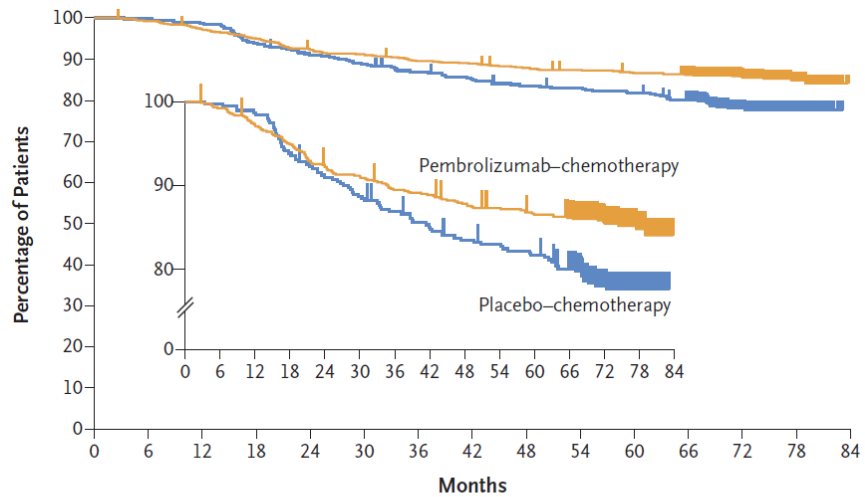 Percentage of Patients
100
90
80
70
60
50
40
30
20
10
0
100
90
80
0
Pembrolizumab–chemotherapy
Placebo–chemotherapy
0 6 12 18 24 30 36 42 48 54 60 66 72 78 84
0 6 12 18 24 30 36 42 48 54 60 66 72 78 84
Months